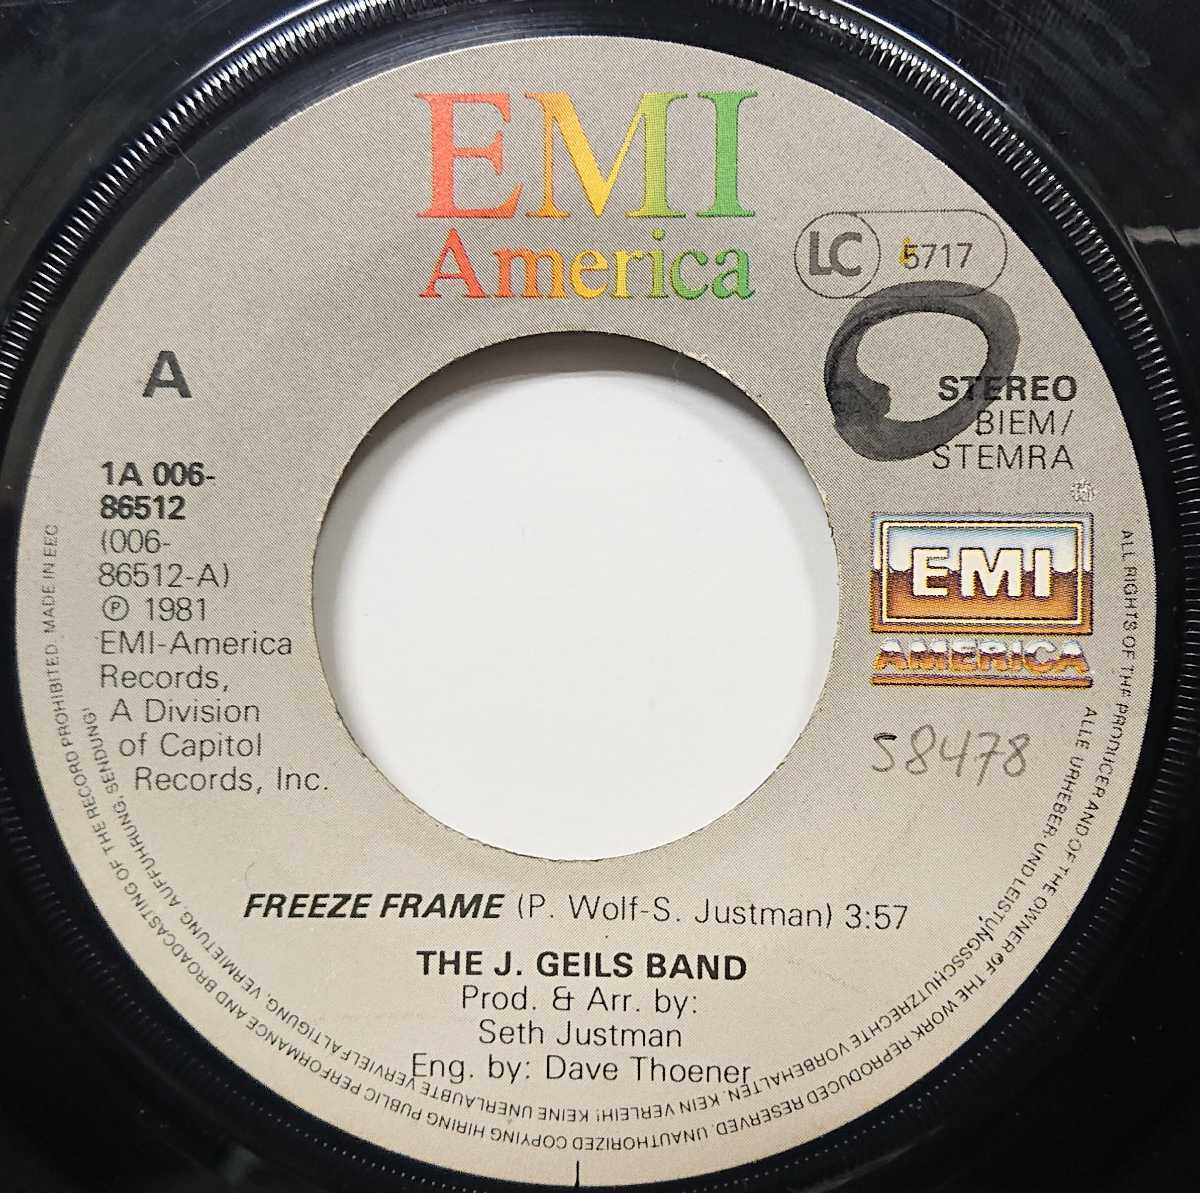 EMI
America
LC 5717
A
STEREO
BIEM/
STEMRA
1A 006-
86512
(006-
86512-A)
℗ 1981
EMI-America
Records,
A Division
of Capitol
Records, Inc.
EMI
AMERICA
58478
FREEZE FRAME (P. Wolf-S. Justman) 3:57
THE J. GEILS BAND
Prod. & Arr. by:
Seth Justman
Eng. by: Dave Thoener
ALL RIGHTS OF THE PRODUCER AND OF THE OWNER OF THE WORK REPRODUCED RESERVED. UNAUTHORIZED COPYING HIRING PUBLIC PERFORMANCE AND BROADCASTING OF THE RECORD PROHIBITED. MADE IN EEC
ALLE URHEBER- UND LEISTUNGSSCHUTZRECHTE VORBEHALTEN. KEIN VERLEIH! KEINE UNERLAUBTE VERVIELFALTIGUNG, VERMIETUNG, AUFFUHRUNG, SENDUNG!